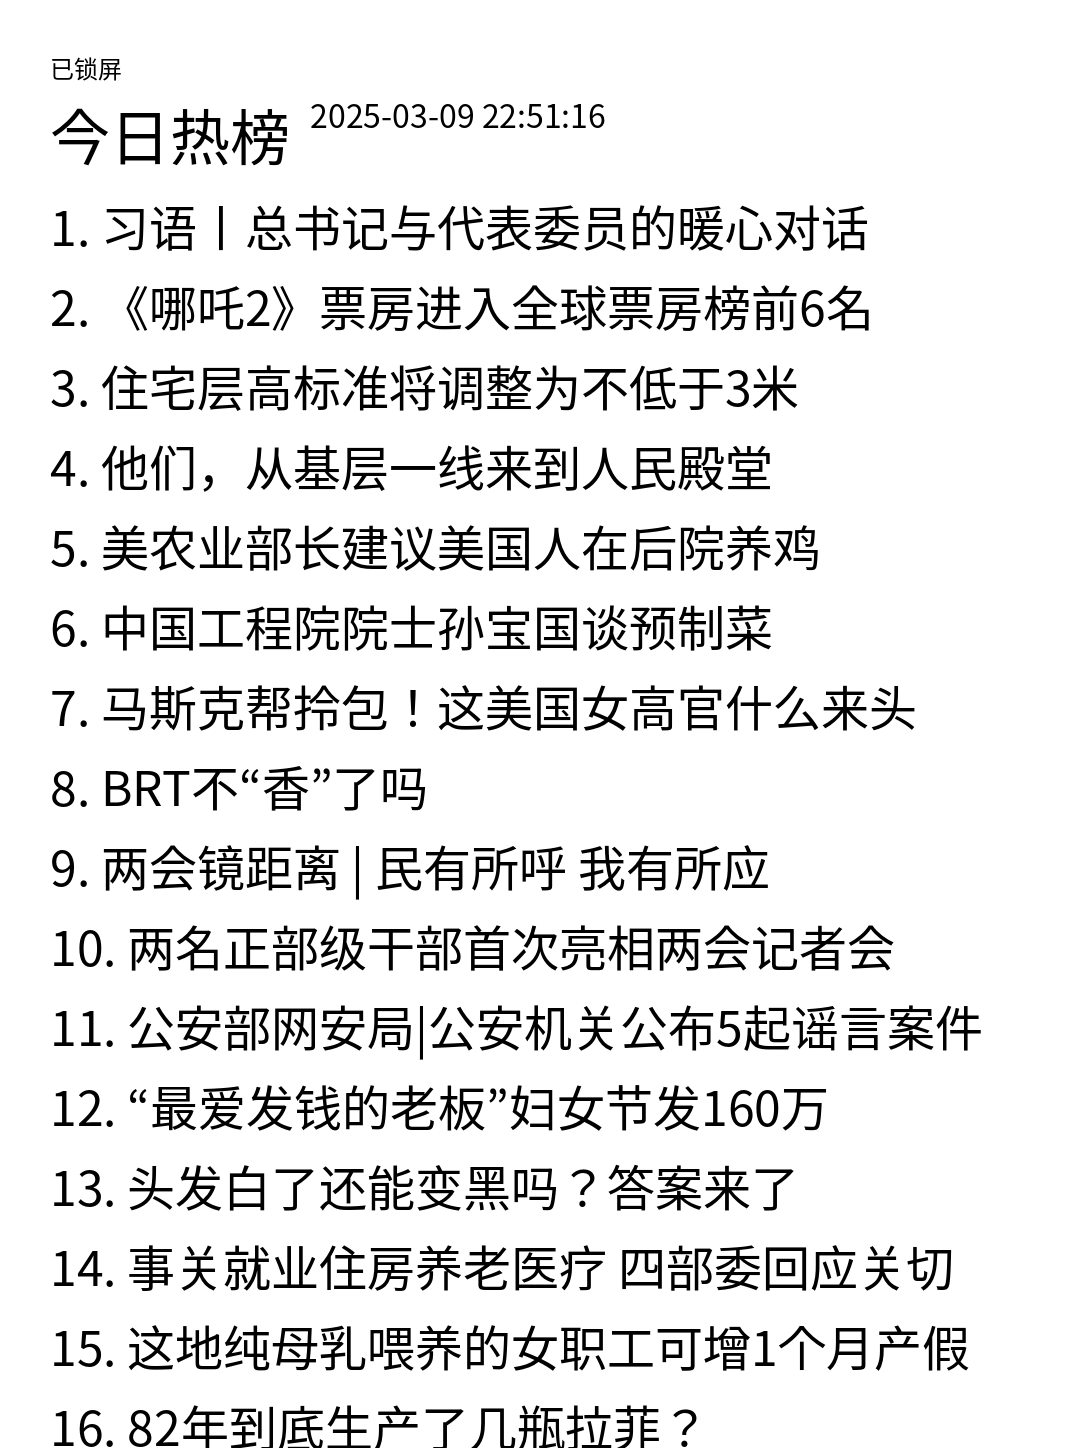 已锁屏
今日热榜 2025-03-09 22:51:16
1. 习语丨总书记与代表委员的暖心对话
2. 《哪吒2》票房进入全球票房榜前6名
3. 住宅层高标准将调整为不低于3米
4. 他们，从基层一线来到人民殿堂
5. 美农业部长建议美国人在后院养鸡
6. 中国工程院院士孙宝国谈预制菜
7. 马斯克帮拎包！这美国女高官什么来头
8. BRT不“香”了吗
9. 两会镜距离 | 民有所呼 我有所应
10. 两名正部级干部首次亮相两会记者会
11. 公安部网安局|公安机关公布5起谣言案件
12. “最爱发钱的老板”妇女节发160万
13. 头发白了还能变黑吗？答案来了
14. 事关就业住房养老医疗 四部委回应关切
15. 这地纯母乳喂养的女职工可增1个月产假
16. 82年到底生产了几瓶拉菲？